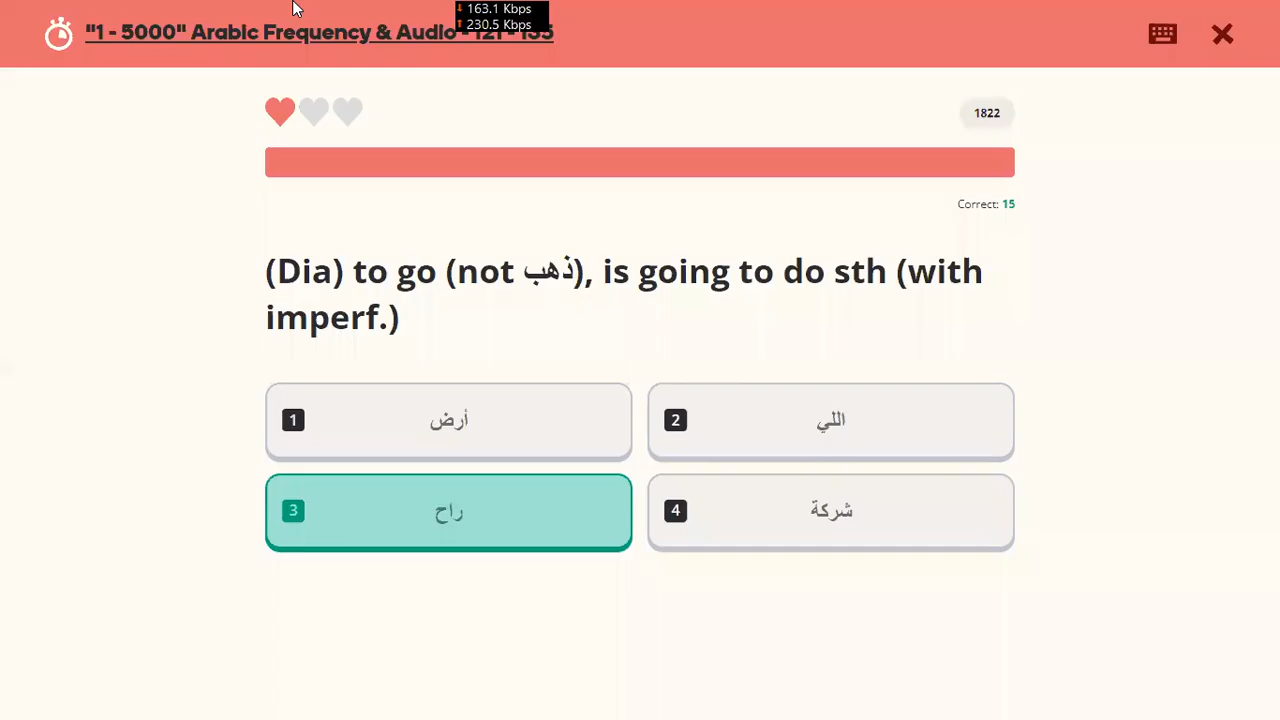 163.1 Kbps
230.5 Kbps
"1 - 5000" Arabic Frequency & Audio - 121 - 135
1822
Correct: 15
(Dia) to go (not ذهب), is going to do sth (with
imperf.)
1 أرض
2 اللي
3 راح
4 شركة